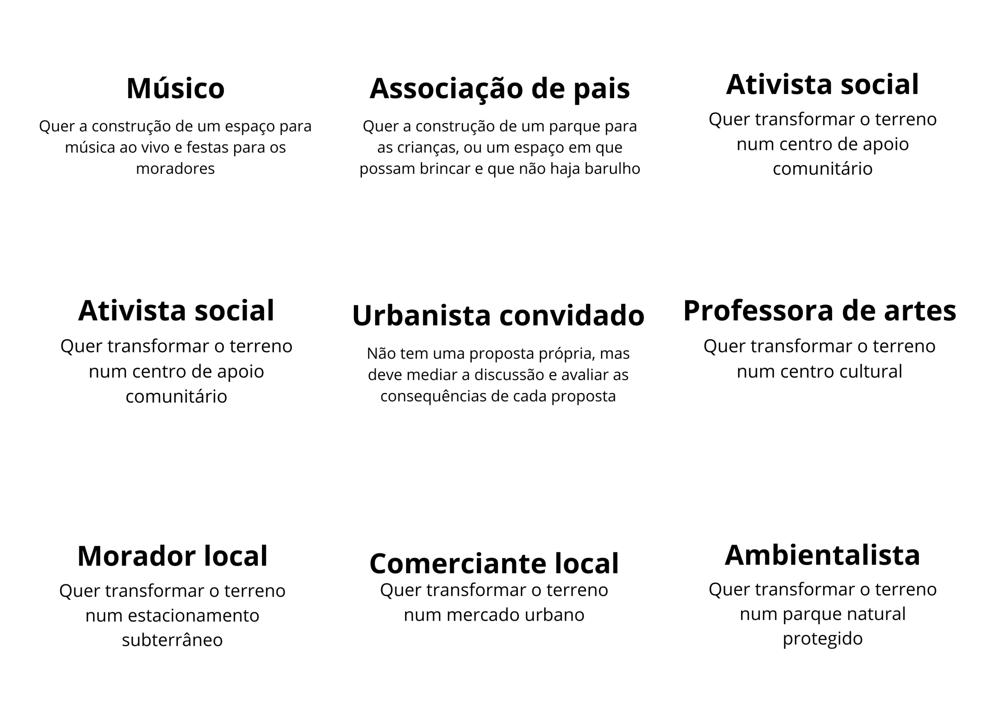 Músico
Quer a construção de um espaço para
música ao vivo e festas para os
moradores
Associação de pais
Quer a construção de um parque para
as crianças, ou um espaço em que
possam brincar e que não haja barulho
Ativista social
Quer transformar o terreno
num centro de apoio
comunitário
Ativista social
Quer transformar o terreno
num centro de apoio
comunitário
Urbanista convidado
Não tem uma proposta própria, mas
deve mediar a discussão e avaliar as
consequências de cada proposta
Professora de artes
Quer transformar o terreno
num centro cultural
Morador local
Quer transformar o terreno
num estacionamento
subterrâneo
Comerciante local
Quer transformar o terreno
num mercado urbano
Ambientalista
Quer transformar o terreno
num parque natural
protegido